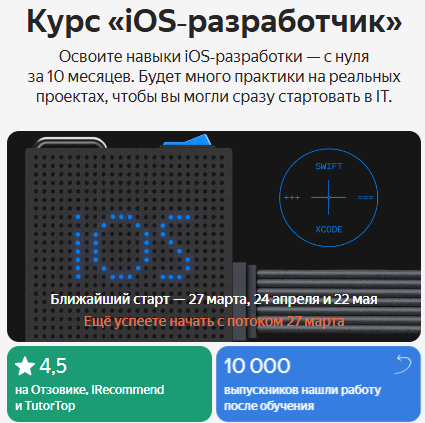 Курс «iOS-разработчик»
Освоите навыки iOS-разработки — с нуля
за 10 месяцев. Будет много практики на реальных
проектах, чтобы вы могли сразу стартовать в IT.
SWIFT
+++ ===
XCODE
iOS
Ближайший старт — 27 марта, 24 апреля и 22 мая
Ещё успеете начать с потоком 27 марта
4,5
на Отзовике, IRecommend
и TutorTop
10 000
выпускников нашли работу
после обучения